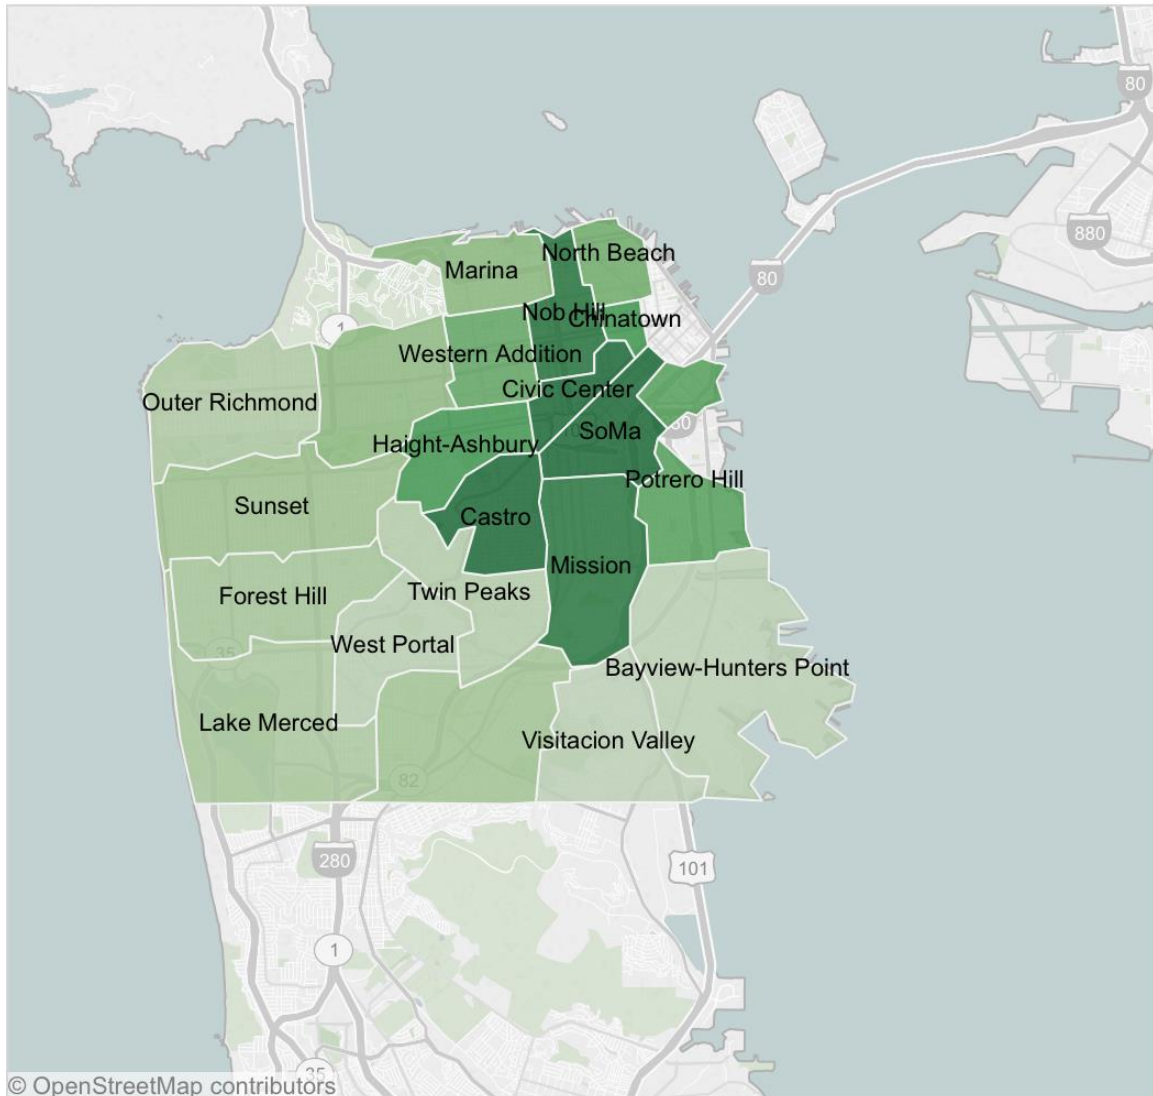 80
880
80
North Beach
Marina
Nob Hill
Chinatown
1
Western Addition
Civic Center
Outer Richmond
80
SoMa
Haight-Ashbury
Potrero Hill
Sunset
Castro
Mission
Twin Peaks
Forest Hill
West Portal
35
Bayview-Hunters Point
Lake Merced
Visitacion Valley
82
280
101
1
35
© OpenStreetMap contributors